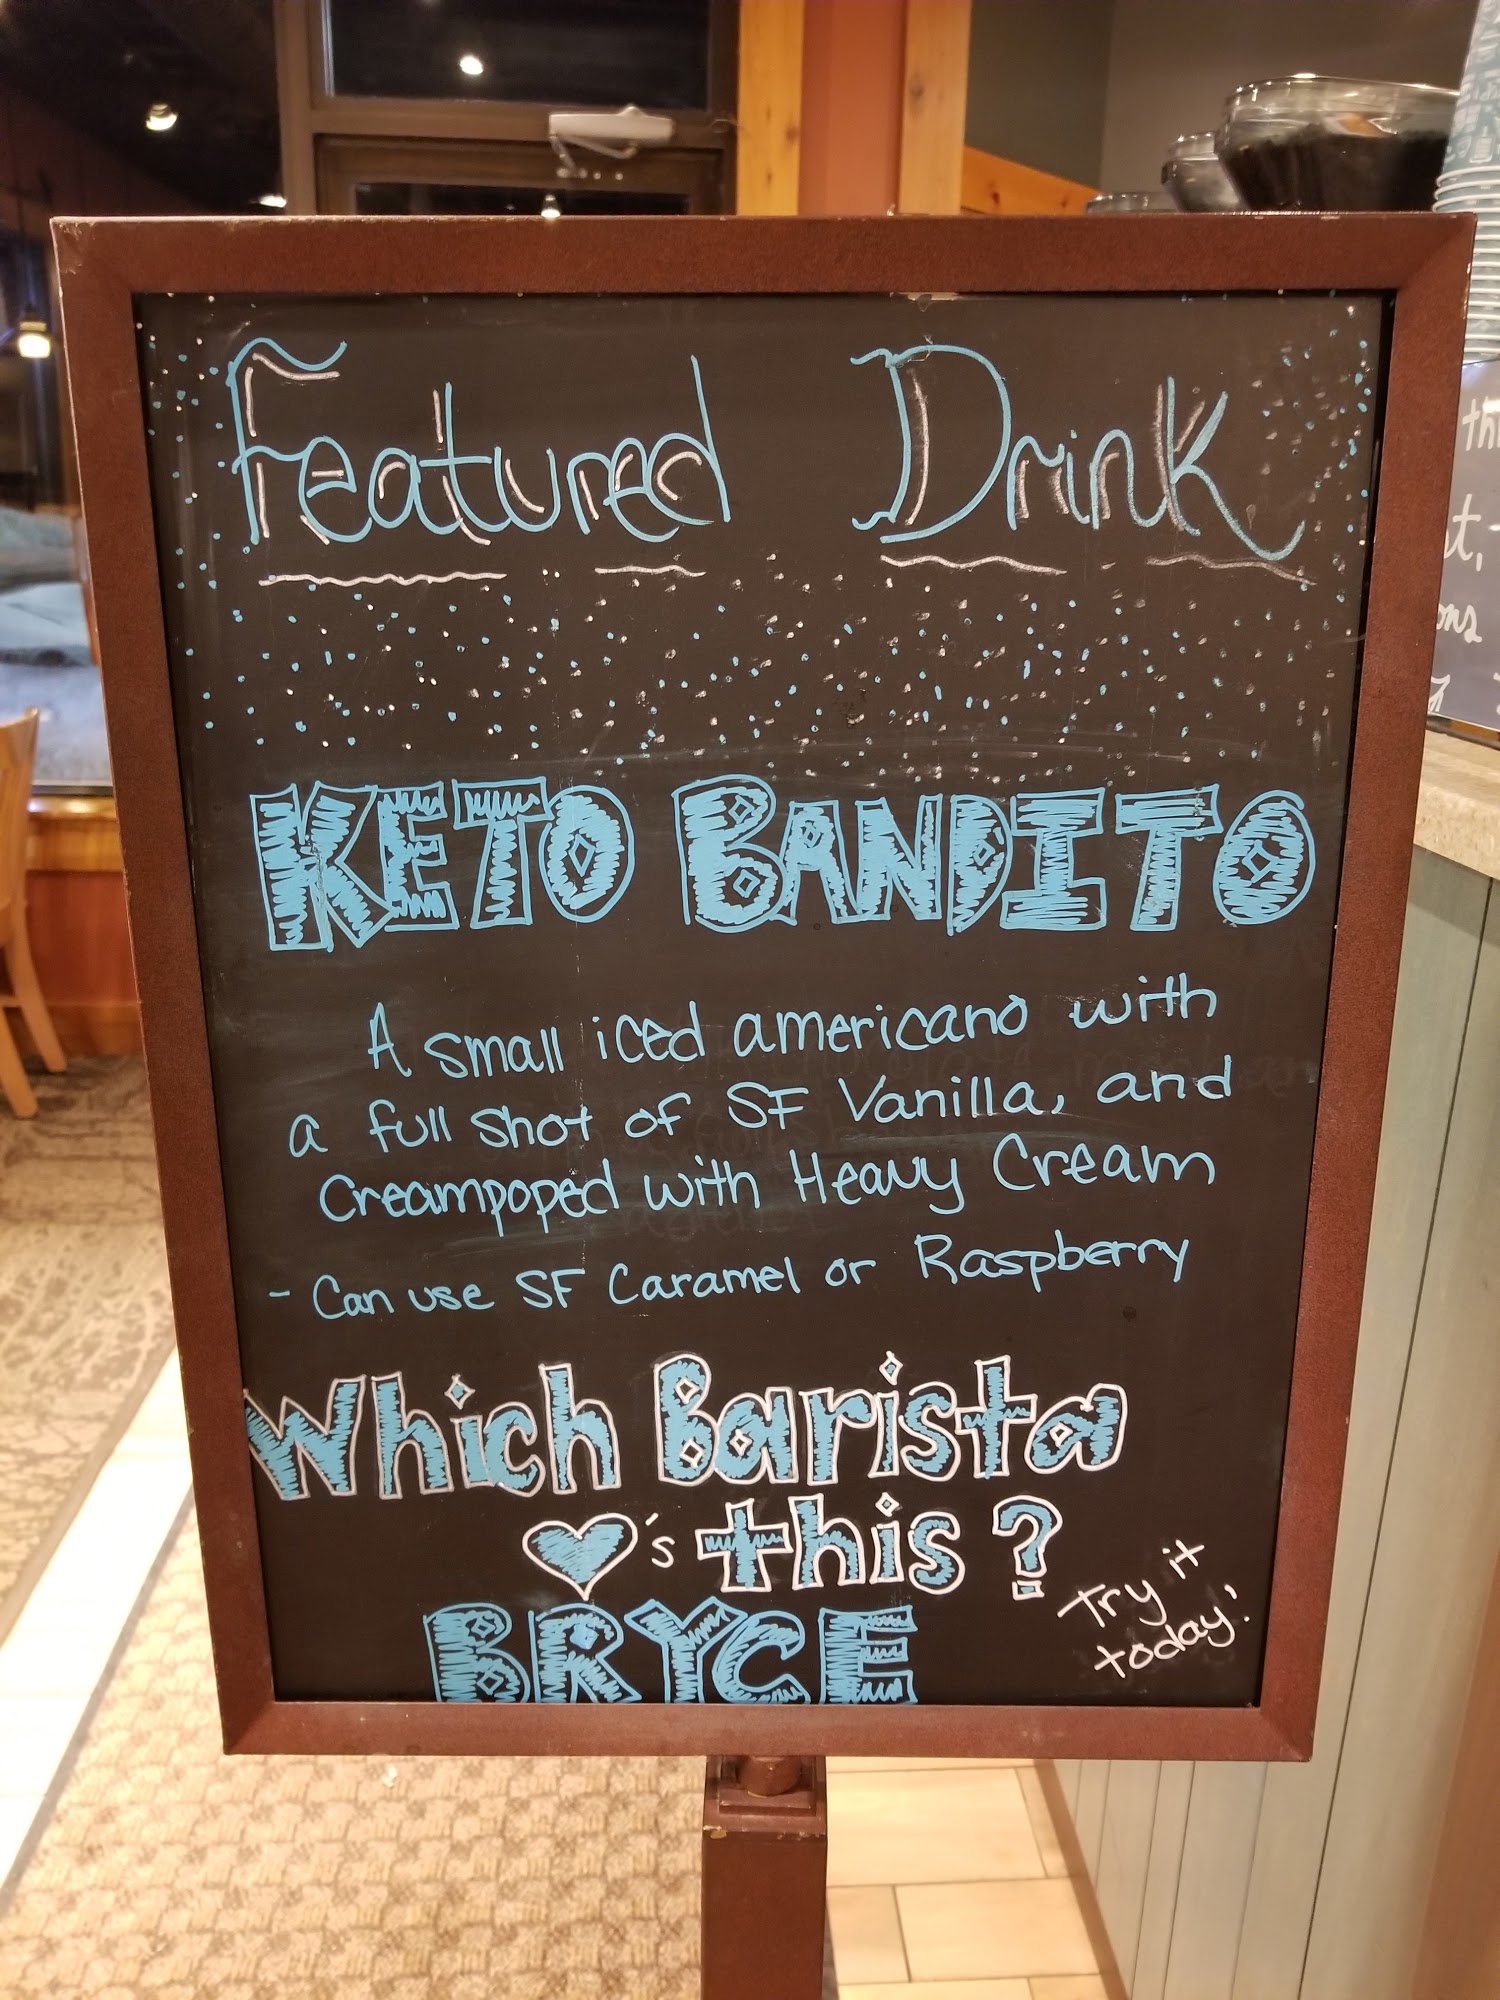 Featured Drink
KETO BANDITO
A small iced americano with
a full shot of SF Vanilla, and
Creampoped with Heavy Cream
- Can use SF Caramel or Raspberry
Which Barista
♥'s this?
BRYCE
Try it
today!
t,
ons